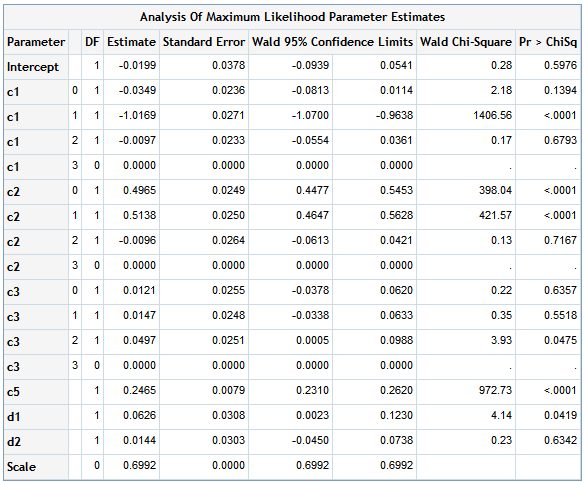 Analysis Of Maximum Likelihood Parameter Estimates
Parameter DF Estimate Standard Error Wald 95% Confidence Limits Wald Chi-Square Pr > ChiSq
Intercept 1 -0.0199 0.0378 -0.0939 0.0541 0.28 0.5976
c1 0 1 -0.0349 0.0236 -0.0813 0.0114 2.18 0.1394
c1 1 1 -1.0169 0.0271 -1.0700 -0.9638 1406.56 <.0001
c1 2 1 -0.0097 0.0233 -0.0554 0.0361 0.17 0.6793
c1 3 0 0.0000 0.0000 0.0000 0.0000 . .
c2 0 1 0.4965 0.0249 0.4477 0.5453 398.04 <.0001
c2 1 1 0.5138 0.0250 0.4647 0.5628 421.57 <.0001
c2 2 1 -0.0096 0.0264 -0.0613 0.0421 0.13 0.7167
c2 3 0 0.0000 0.0000 0.0000 0.0000 . .
c3 0 1 0.0121 0.0255 -0.0378 0.0620 0.22 0.6357
c3 1 1 0.0147 0.0248 -0.0338 0.0633 0.35 0.5518
c3 2 1 0.0497 0.0251 0.0005 0.0988 3.93 0.0475
c3 3 0 0.0000 0.0000 0.0000 0.0000 . .
c5 1 0.2465 0.0079 0.2310 0.2620 972.73 <.0001
d1 1 0.0626 0.0308 0.0023 0.1230 4.14 0.0419
d2 1 0.0144 0.0303 -0.0450 0.0738 0.23 0.6342
Scale 0 0.6992 0.0000 0.6992 0.6992